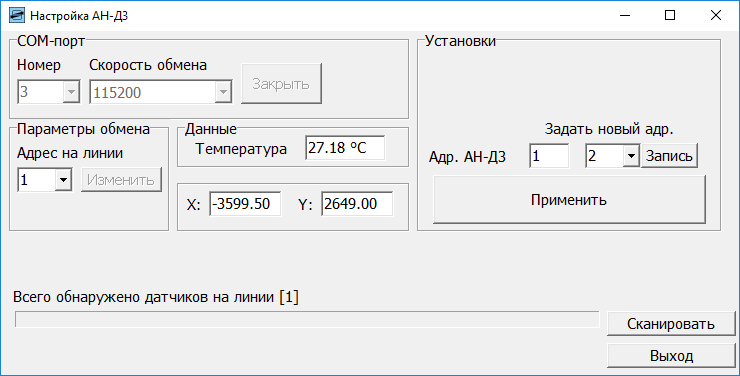 Настройка АН-Д3
COM-порт
Номер Скорость обмена
3 115200 Закрыть
Параметры обмена
Адрес на линии
1 Изменить
Данные
Температура 27.18 °C
X: -3599.50 Y: 2649.00
Установки
Задать новый адр.
Адр. АН-Д3 1 2 Запись
Применить
Всего обнаружено датчиков на линии [1]
Сканировать
Выход